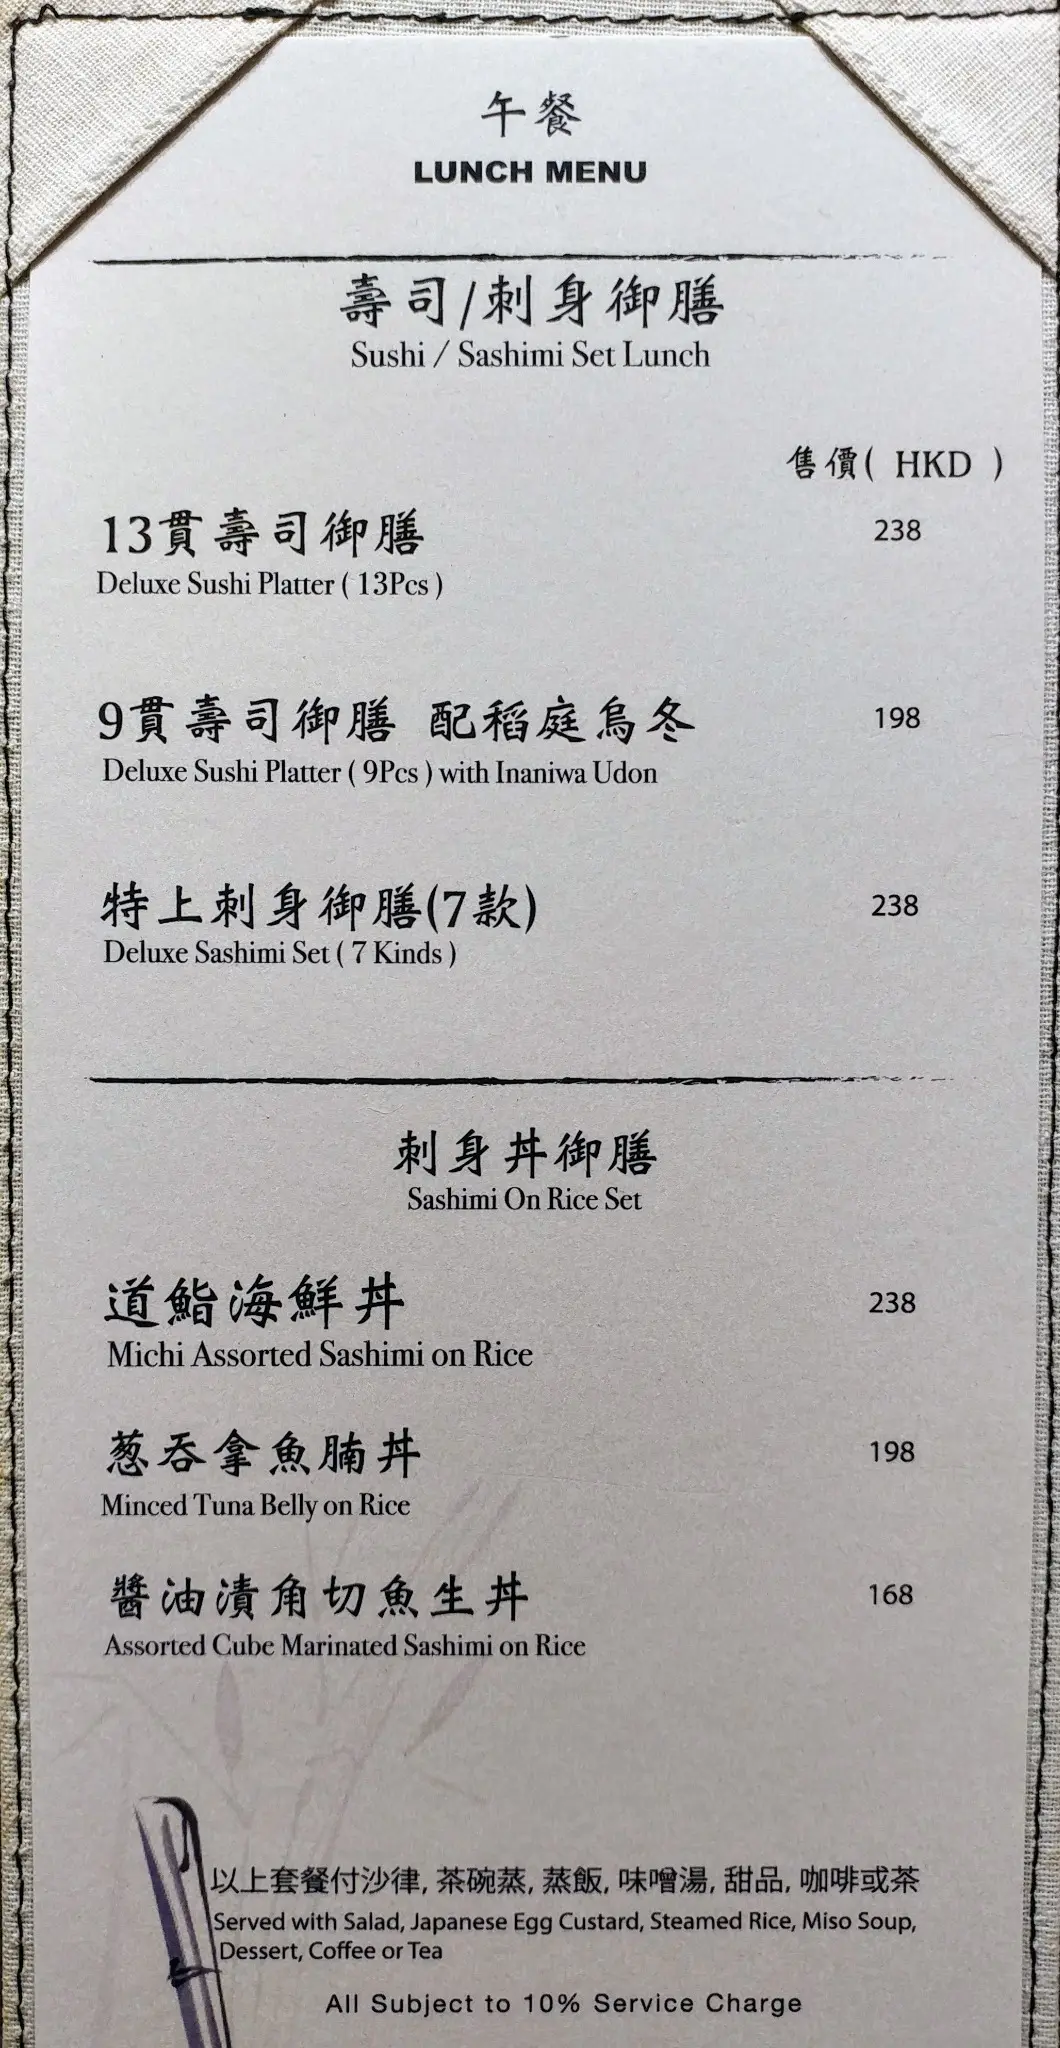 午餐
LUNCH MENU
壽司/刺身御膳
Sushi / Sashimi Set Lunch
售價( HKD )
13貫壽司御膳 238
Deluxe Sushi Platter ( 13Pcs )
9貫壽司御膳 配稻庭烏冬 198
Deluxe Sushi Platter ( 9Pcs ) with Inaniwa Udon
特上刺身御膳(7款) 238
Deluxe Sashimi Set ( 7 Kinds )
刺身丼御膳
Sashimi On Rice Set
道鮨海鮮丼 238
Michi Assorted Sashimi on Rice
葱吞拿魚腩丼 198
Minced Tuna Belly on Rice
醬油漬角切魚生丼 168
Assorted Cube Marinated Sashimi on Rice
以上套餐付沙律, 茶碗蒸, 蒸飯, 味噌湯, 甜品, 咖啡或茶
Served with Salad, Japanese Egg Custard, Steamed Rice, Miso Soup,
Dessert, Coffee or Tea
All Subject to 10% Service Charge